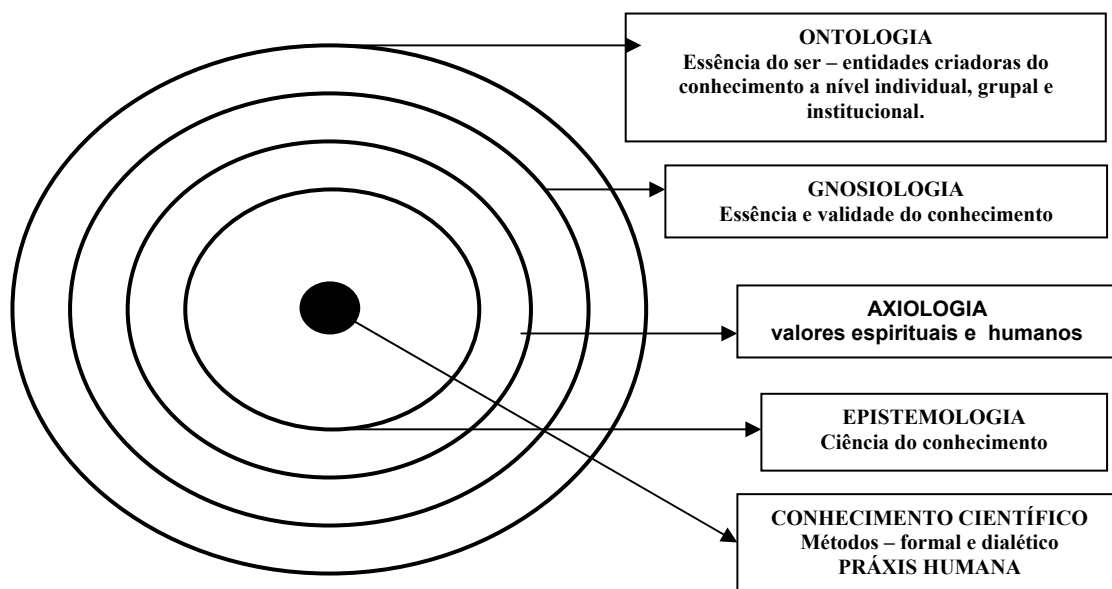 ONTOLOGIA
Essência do ser – entidades criadoras do
conhecimento a nível individual, grupal e
institucional.
GNOSIOLOGIA
Essência e validade do conhecimento
AXIOLOGIA
valores espirituais e humanos
EPISTEMOLOGIA
Ciência do conhecimento
CONHECIMENTO CIENTÍFICO
Métodos – formal e dialético
PRÁXIS HUMANA